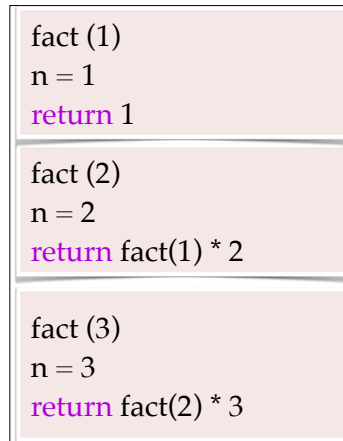 fact (1)
n = 1
return 1
fact (2)
n = 2
return fact(1) * 2
fact (3)
n = 3
return fact(2) * 3